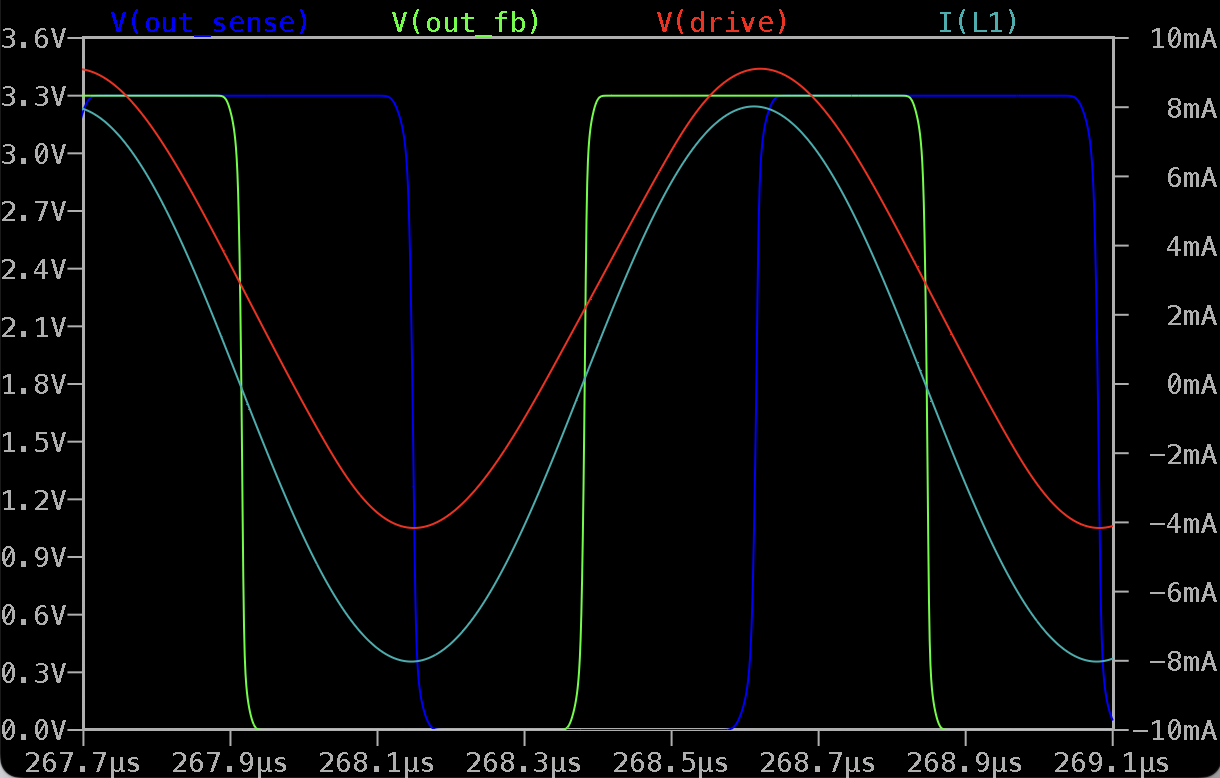 V(out_sense) V(out_fb) V(drive) I(L1)
3.6V 10mA
3.3V 8mA
3.0V 6mA
2.7V 4mA
2.4V 2mA
2.1V 0mA
1.8V −2mA
1.5V −4mA
1.2V −6mA
0.9V −8mA
0.6V −10mA
0.3V
0.0V
267.7µs 267.9µs 268.1µs 268.3µs 268.5µs 268.7µs 268.9µs 269.1µs